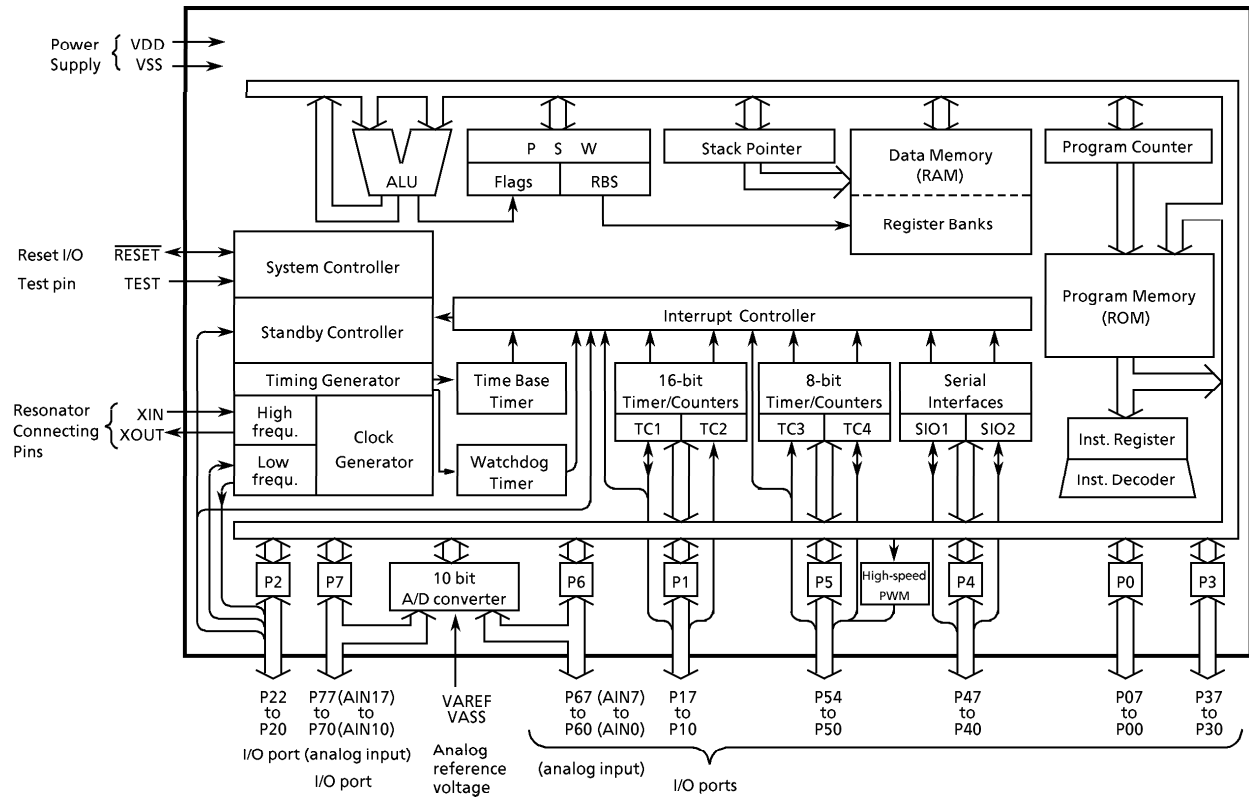 Power VDD
Supply VSS
P S W
Flags RBS
ALU
Stack Pointer
Data Memory
(RAM)
Register Banks
Program Counter
Reset I/O RESET
Test pin TEST
System Controller
Standby Controller
Timing Generator
High
frequ.
Low
frequ.
Clock
Generator
Interrupt Controller
Program Memory
(ROM)
Time Base
Timer
Watchdog
Timer
16-bit
Timer/Counters
TC1 TC2
8-bit
Timer/Counters
TC3 TC4
Serial
Interfaces
SIO1 SIO2
Inst. Register
Inst. Decoder
Resonator
Connecting
Pins
XIN
XOUT
P2
P7
10 bit
A/D converter
P6
P1
P5
High-speed
PWM
P4
P0
P3
P22
to
P20
P77 (AIN17)
to to
P70 (AIN10)
VAREF
VASS
P67 (AIN7)
to to
P60 (AIN0)
P17
to
P10
P54
to
P50
P47
to
P40
P07
to
P00
P37
to
P30
I/O port (analog input)
I/O port
Analog
reference
voltage
(analog input)
I/O ports